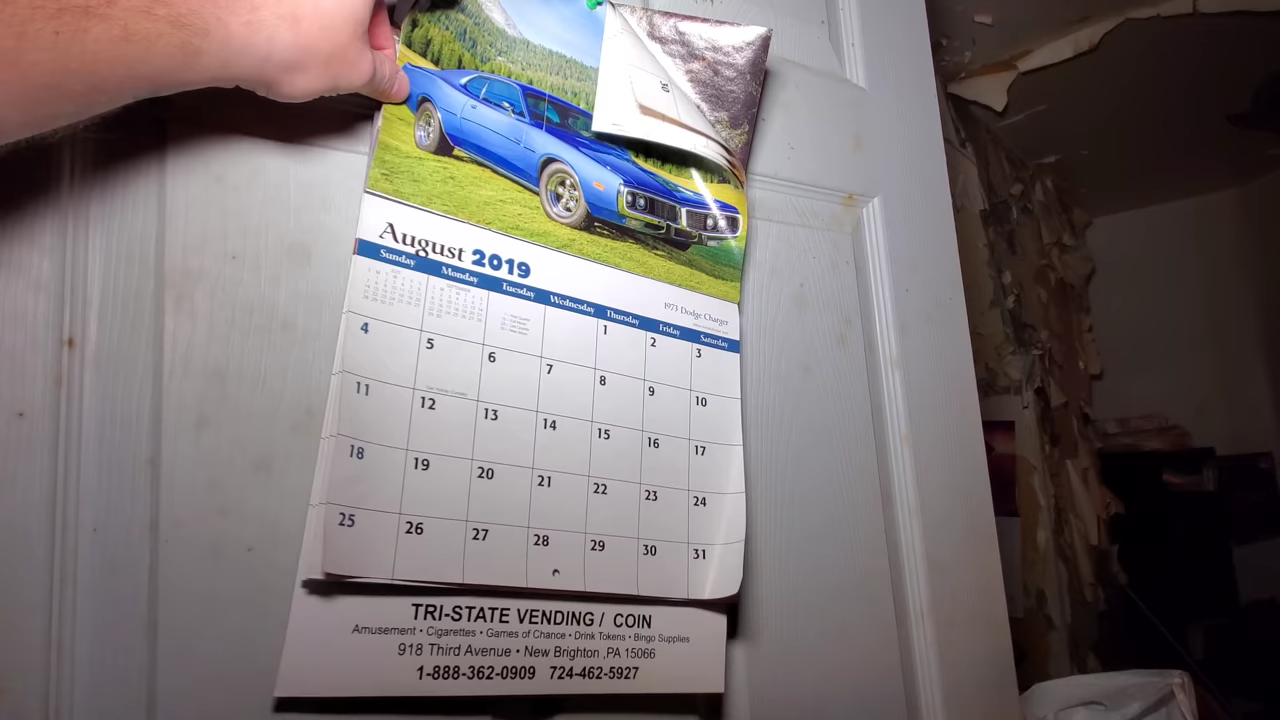 30
August 2019
1973 Dodge Charger
Sunday Monday Tuesday Wednesday Thursday Friday Saturday
SEPTEMBER
1 2 3
4 5 6 7 8 9 10
11 12 13 14 15 16 17
18 19 20 21 22 23 24
25 26 27 28 29 30 31
TRI-STATE VENDING / COIN
Amusement • Cigarettes • Games of Chance • Drink Tokens • Bingo Supplies
918 Third Avenue • New Brighton ,PA 15066
1-888-362-0909 724-462-5927